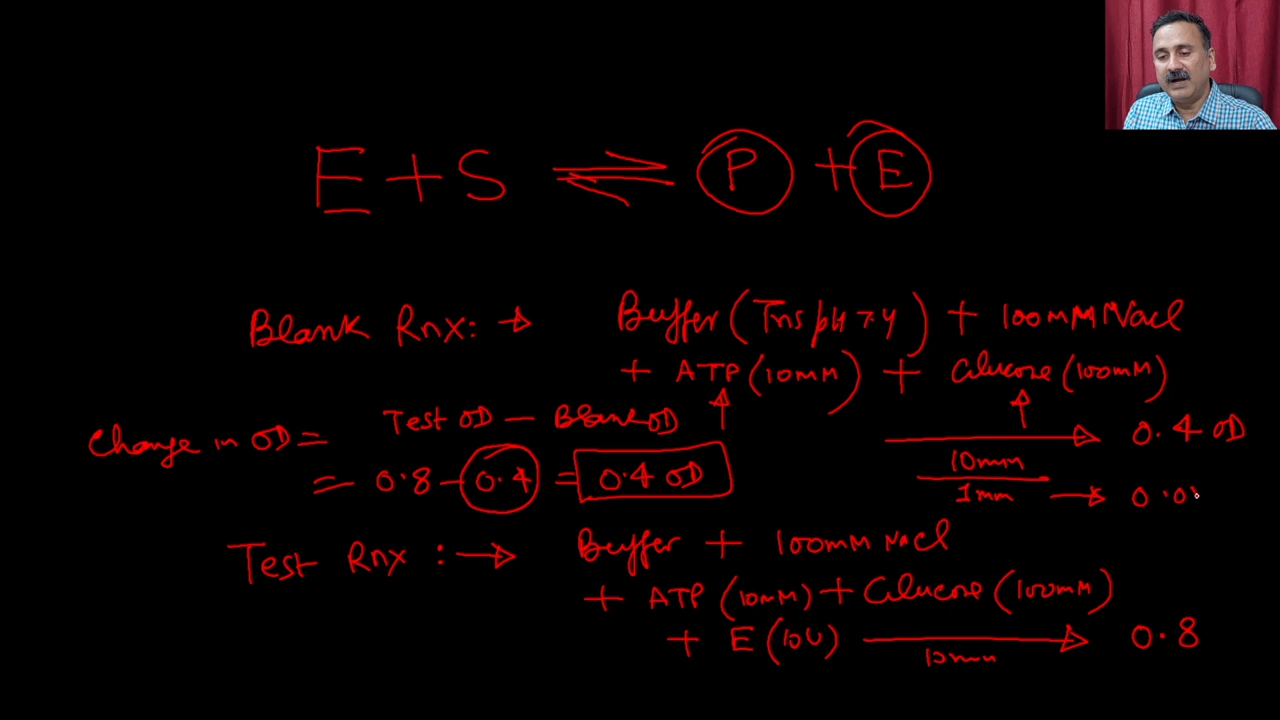 E + S ⇌ P + E
Blank Rnx: → Buffer (Tris pH 7.4) + 100mM Nacl
+ ATP (10mM) + Glucose (100mM)
Change in OD = Test OD — Blank OD
→ 0.4 OD
10min
= 0.8 - 0.4 = 0.4 OD
1min → 0.0
Test Rnx : → Buffer + 100mM Nacl
+ ATP (10mM) + Glucose (100mM)
+ E (10U) → 0.8
10min